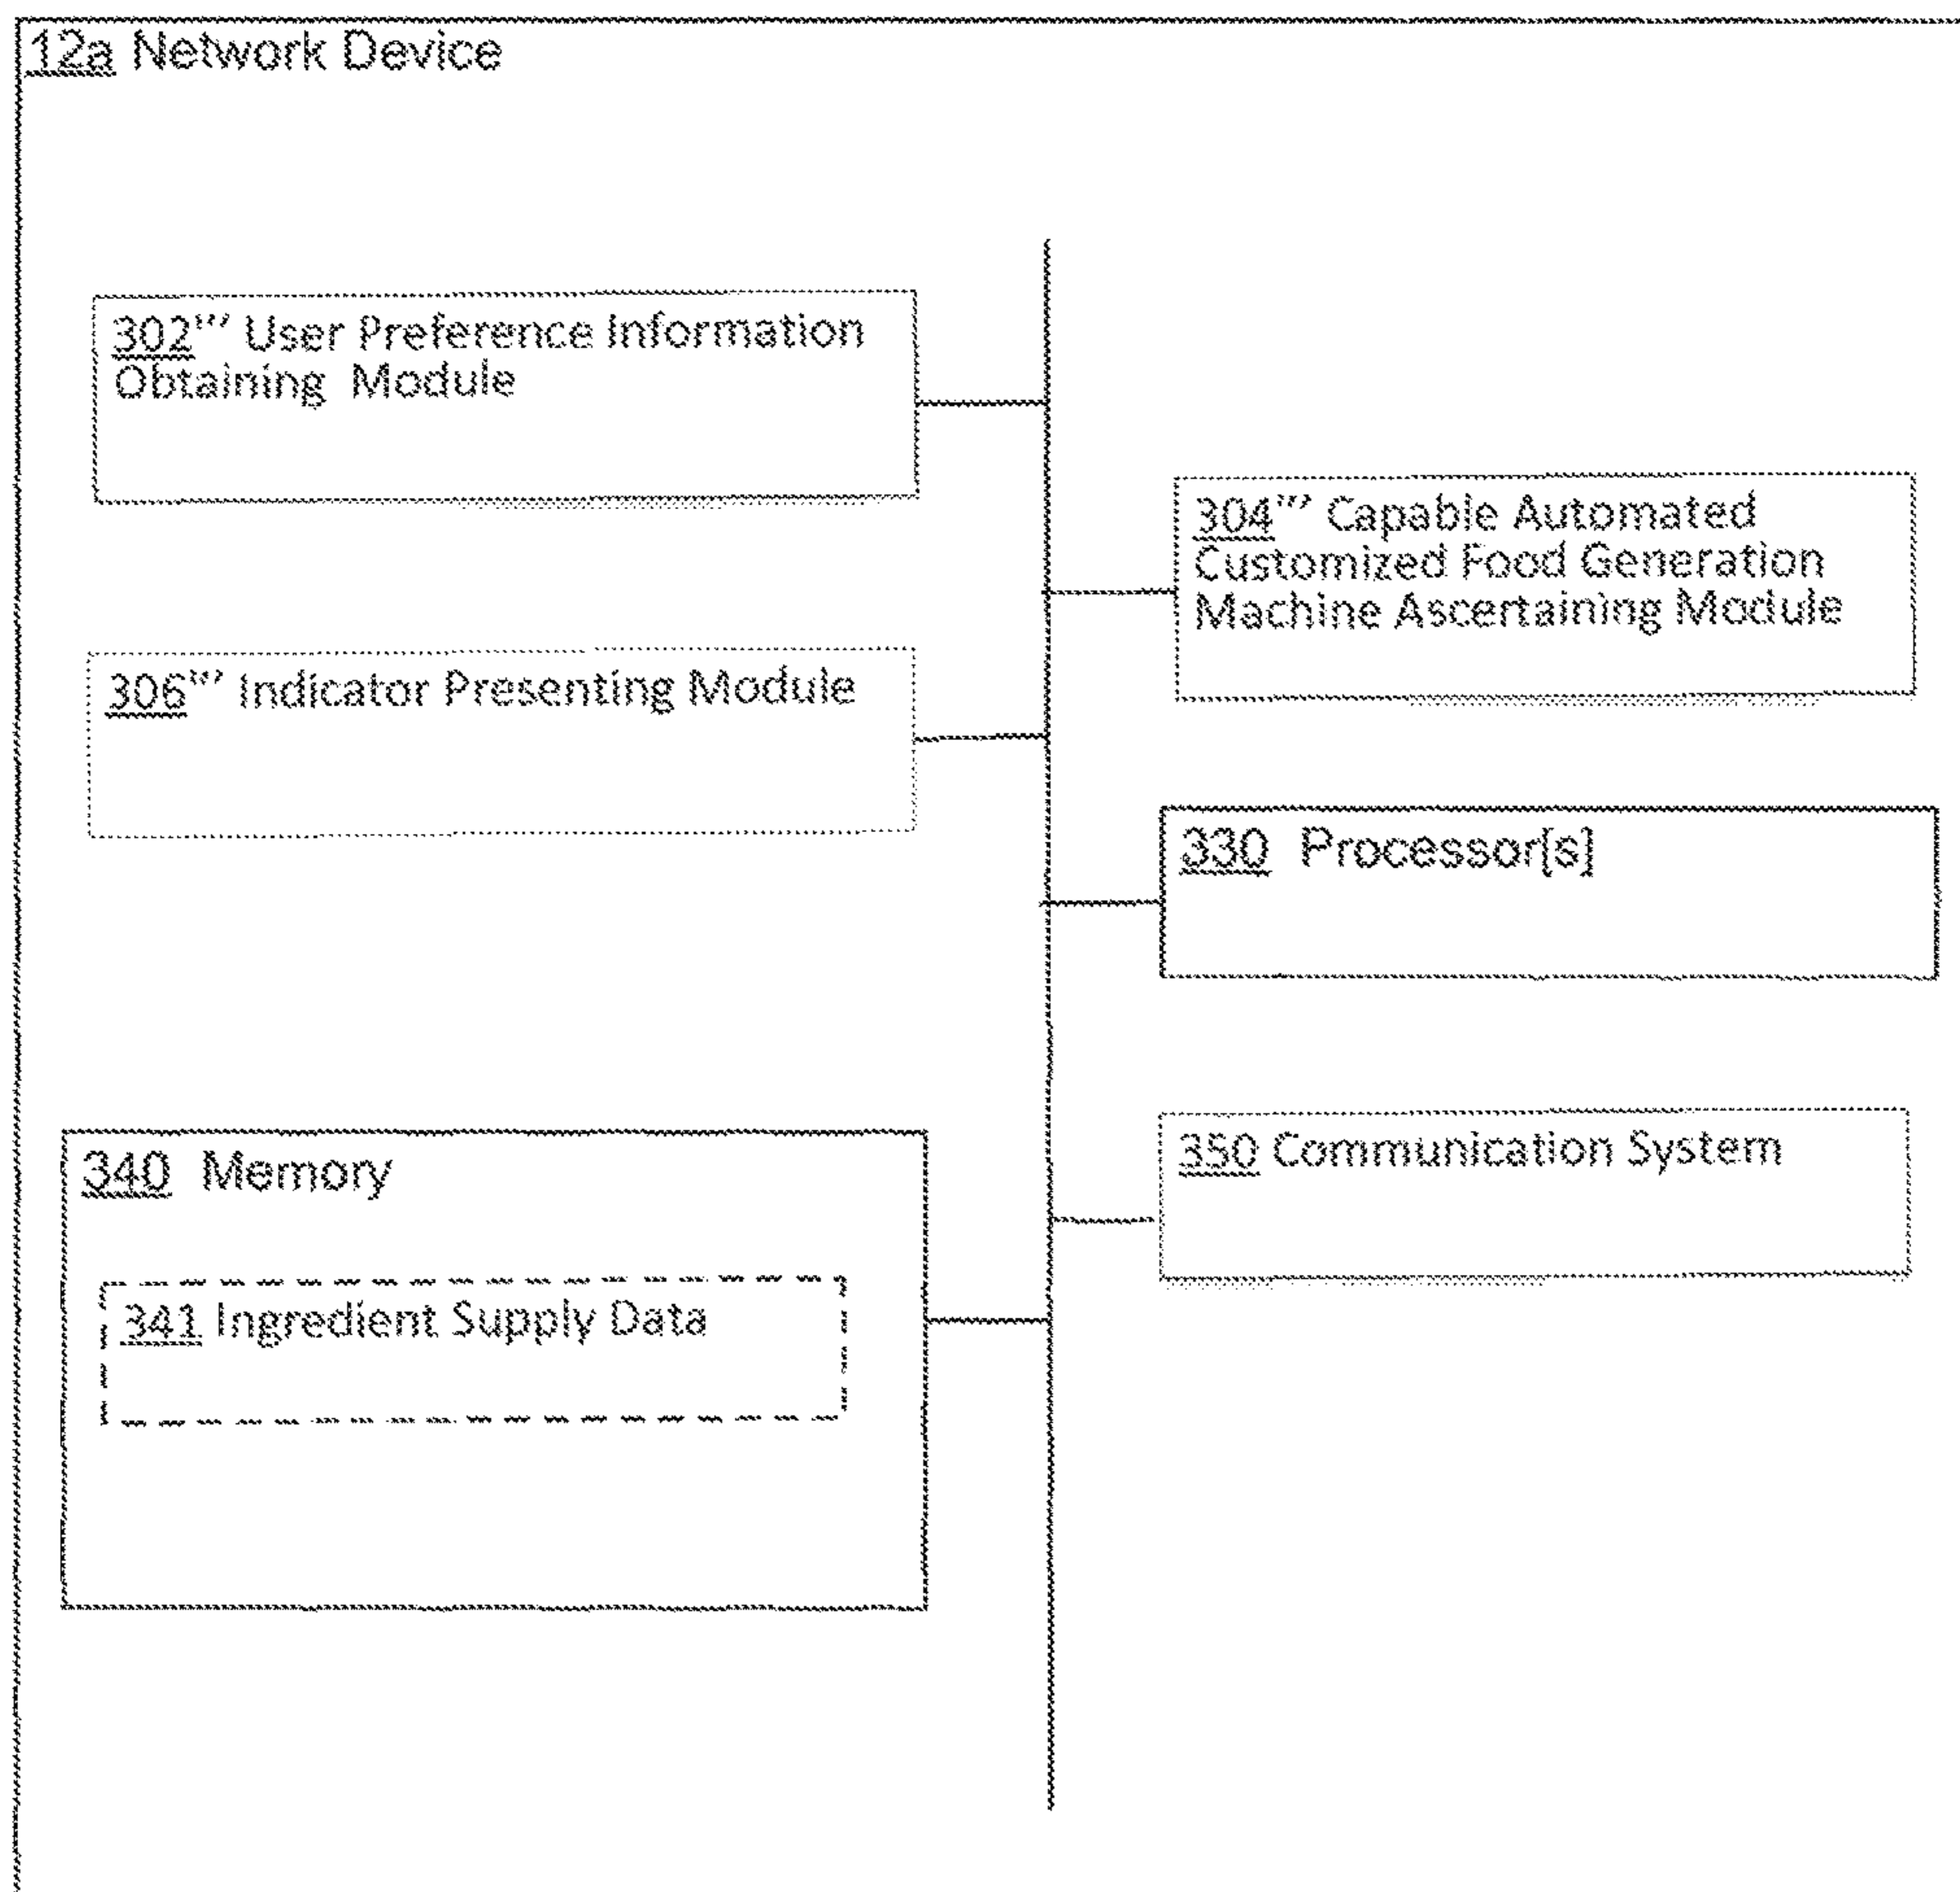 12a Network Device
302''' User Preference Information
Obtaining Module
304''' Capable Automated
Customized Food Generation
Machine Ascertaining Module
306''' Indicator Presenting Module
330 Processor[s]
340 Memory
350 Communication System
341 Ingredient Supply Data